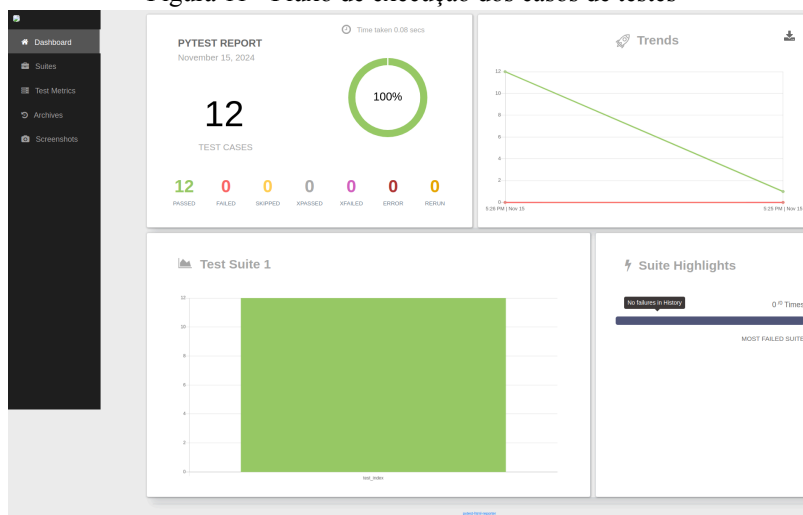 Figura 11 - Plano de execução dos casos de testes
Dashboard
Suites
Test Metrics
Archives
Screenshots
Time taken 0.08 secs
PYTEST REPORT
November 15, 2024
100%
12
TEST CASES
12 0 0 0 0 0 0
PASSED FAILED SKIPPED XPASSED XFAILED ERROR RERUN
Trends
12
10
8
6
4
2
0
5:26 PM | Nov 15 5:25 PM | Nov 15
Test Suite 1
12
10
8
6
4
2
0
test_index
Suite Highlights
No failures in History
0 Times
MOST FAILED SUITE